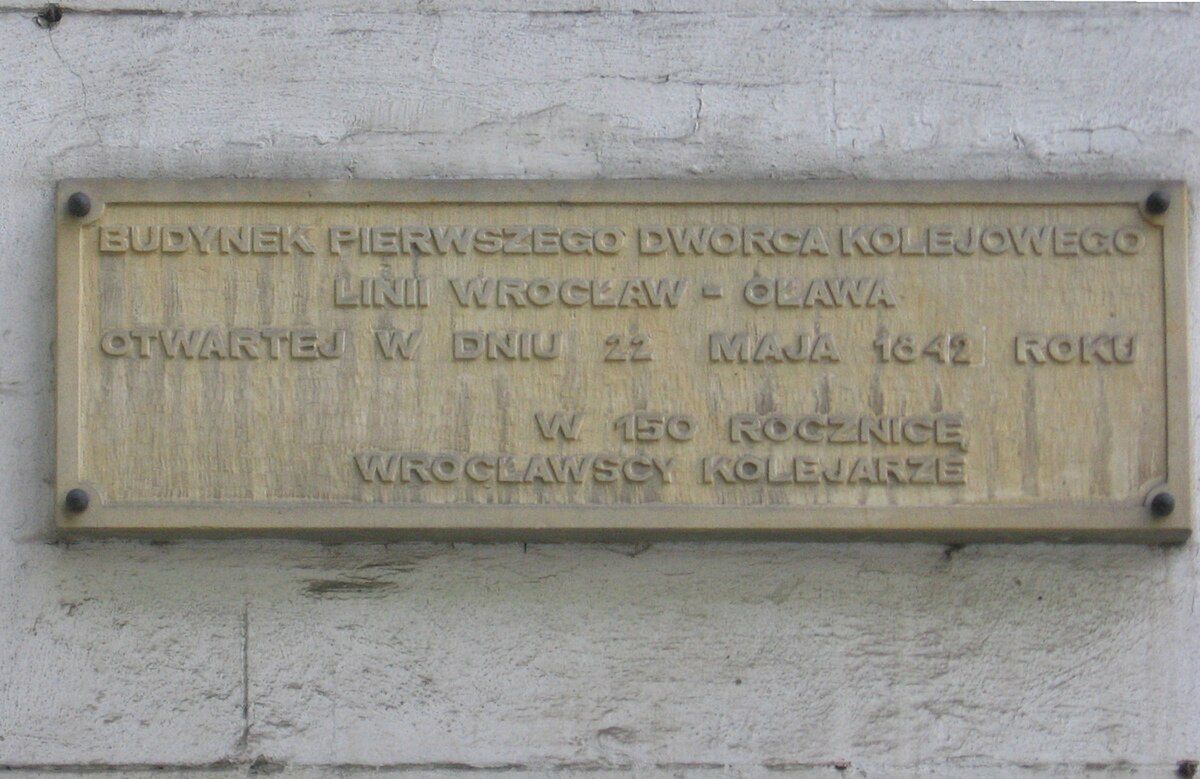 BUDYNEK PIERWSZEGO DWORCA KOLEJOWEGO
LINII WROCŁAW - OŁAWA
OTWARTEJ W DNIU 22 MAJA 1842 ROKU
W 150 ROCZNICĘ
WROCŁAWSCY KOLEJARZE